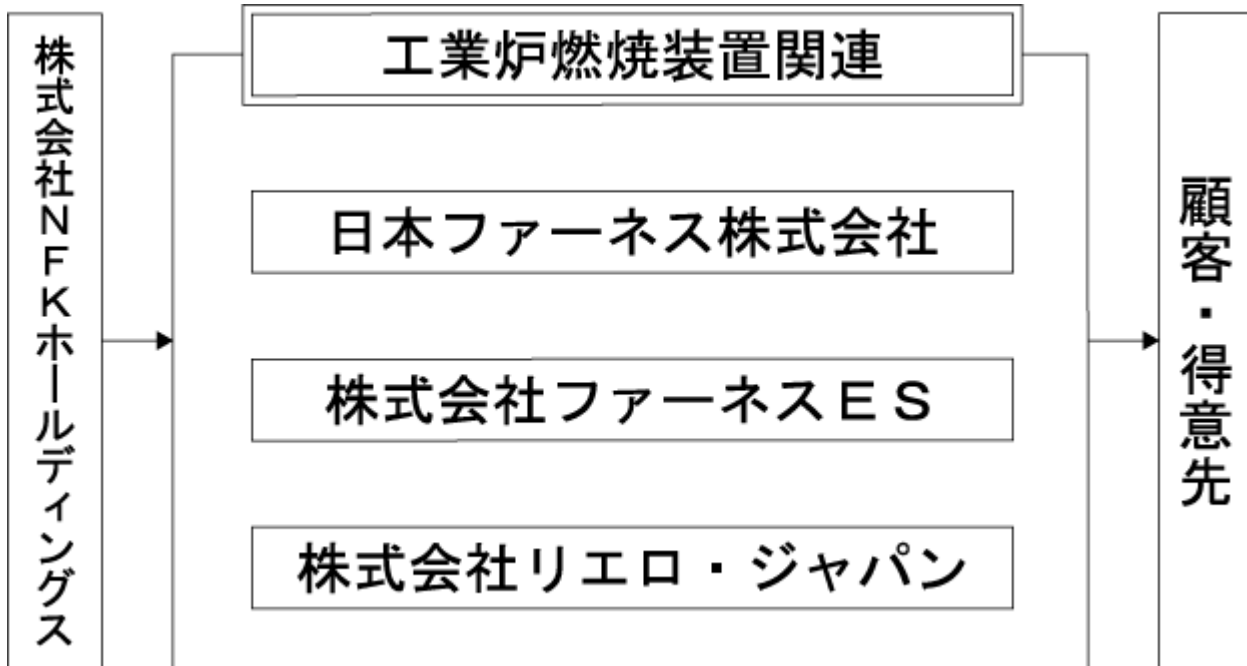 株式会社NFKホールディングス
工業炉燃焼装置関連
日本ファーネス株式会社
株式会社ファーネスES
株式会社リエロ・ジャパン
顧客・得意先